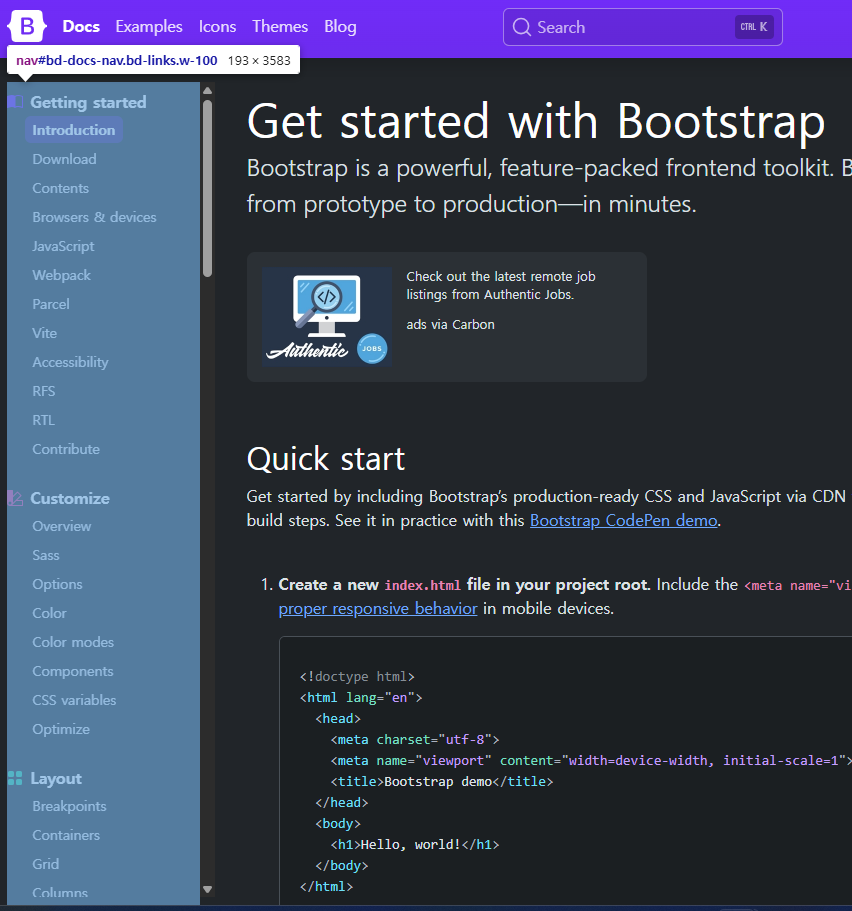 B Docs Examples Icons Themes Blog Search CTRL K
nav#bd-docs-nav.bd-links.w-100 193 × 3583
Getting started
Introduction
Download
Contents
Browsers & devices
JavaScript
Webpack
Parcel
Vite
Accessibility
RFS
RTL
Contribute
Customize
Overview
Sass
Options
Color
Color modes
Components
CSS variables
Optimize
Layout
Breakpoints
Containers
Grid
Columns
Get started with Bootstrap
Bootstrap is a powerful, feature-packed frontend toolkit. B
from prototype to production—in minutes.
Authentic JOBS
Check out the latest remote job
listings from Authentic Jobs.
ads via Carbon
Quick start
Get started by including Bootstrap’s production-ready CSS and JavaScript via CDN
build steps. See it in practice with this Bootstrap CodePen demo.
1. Create a new index.html file in your project root. Include the <meta name="vi
proper responsive behavior in mobile devices.
<!doctype html>
<html lang="en">
<head>
<meta charset="utf-8">
<meta name="viewport" content="width=device-width, initial-scale=1">
<title>Bootstrap demo</title>
</head>
<body>
<h1>Hello, world!</h1>
</body>
</html>